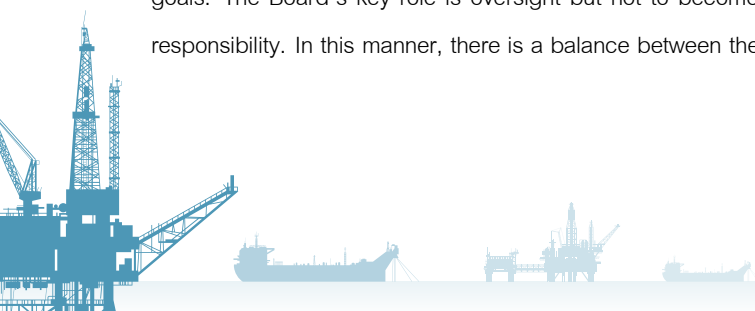 goals. The Board's key role is oversight but not to become
responsibility. In this manner, there is a balance between the